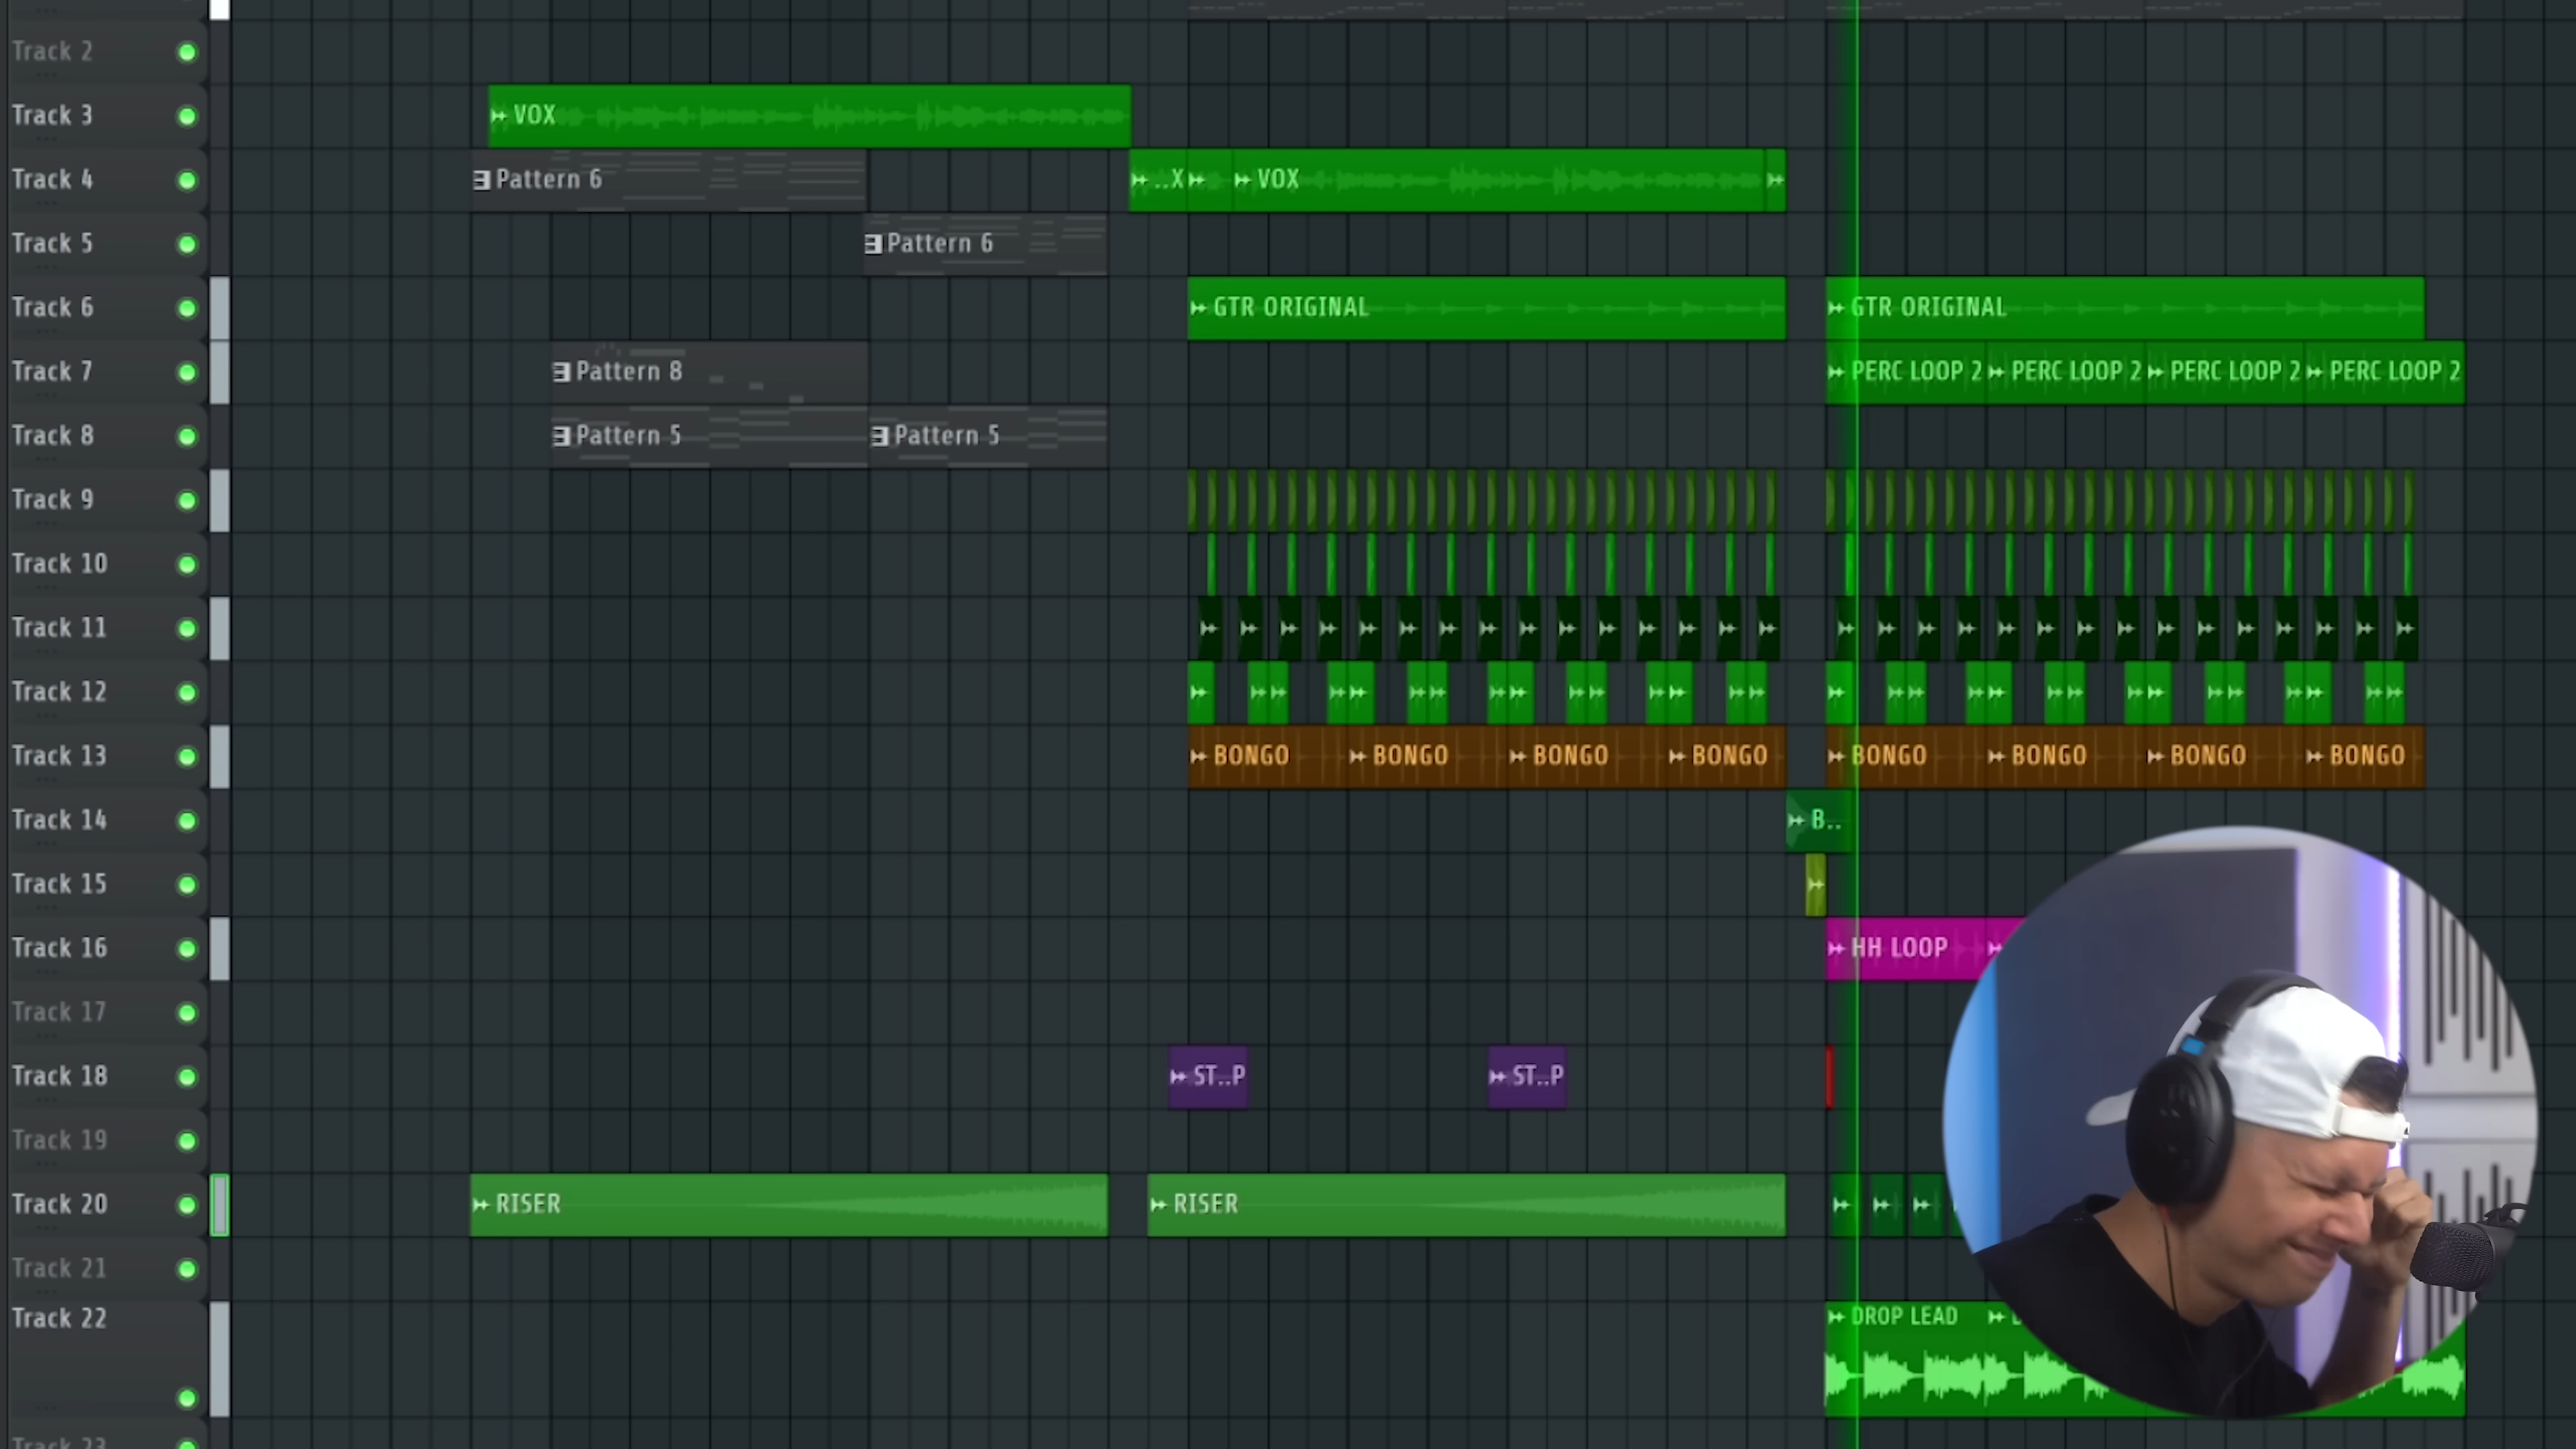 Track 2
Track 3 VOX
Track 4 Pattern 6 ..X VOX
Track 5 Pattern 6
Track 6 GTR ORIGINAL GTR ORIGINAL
Track 7 Pattern 8 PERC LOOP 2 PERC LOOP 2 PERC LOOP 2 PERC LOOP 2
Track 8 Pattern 5 Pattern 5
Track 9
Track 10
Track 11
Track 12
Track 13 BONGO BONGO BONGO BONGO BONGO BONGO BONGO BONGO
Track 14 B..
Track 15
Track 16 HH LOOP
Track 17
Track 18 ST..P ST..P
Track 19
Track 20 RISER RISER
Track 21
Track 22 DROP LEAD
Track 23